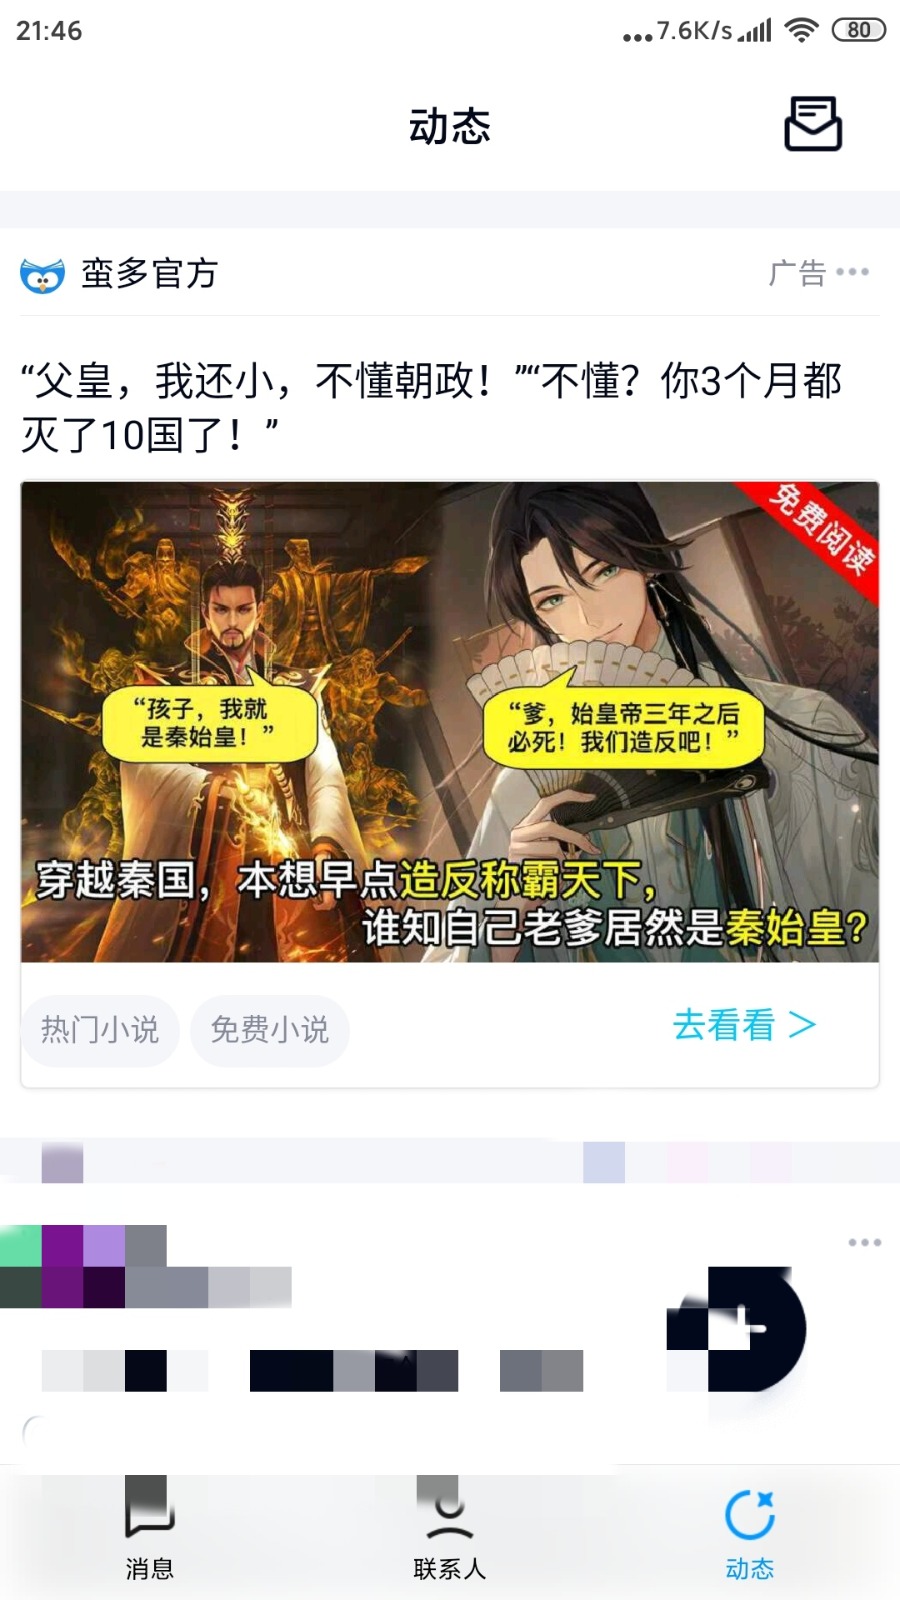 21:46
...7.6K/s
80
动态
蛮多官方
广告
“父皇，我还小，不懂朝政！”“不懂？你3个月都
灭了10国了！”
免费阅读
“孩子，我就
是秦始皇！”
“爹，始皇帝三年之后
必死！我们造反吧！”
穿越秦国，本想早点造反称霸天下，
谁知自己老爹居然是秦始皇？
热门小说
免费小说
去看看 >
消息
联系人
动态